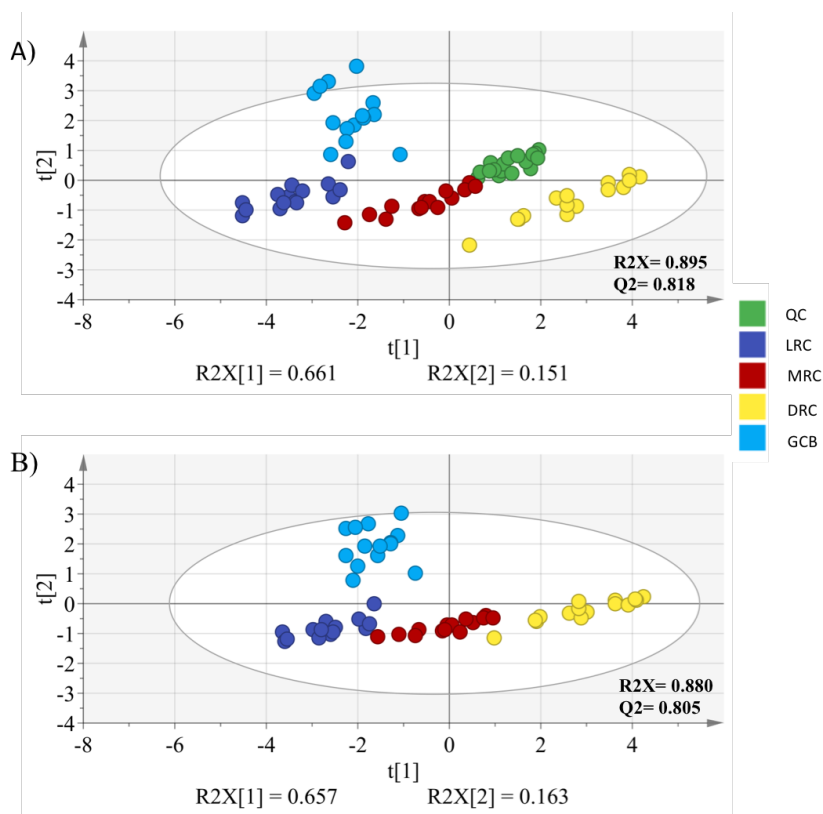 A)
4
3
2
1
0
-1
-2
-3
-4
t[2]
R2X= 0.895
Q2= 0.818
-8 -6 -4 -2 0 2 4
t[1]
R2X[1] = 0.661 R2X[2] = 0.151
QC
LRC
MRC
DRC
GCB
B)
4
3
2
1
0
-1
-2
-3
-4
t[2]
R2X= 0.880
Q2= 0.805
-8 -6 -4 -2 0 2 4
t[1]
R2X[1] = 0.657 R2X[2] = 0.163